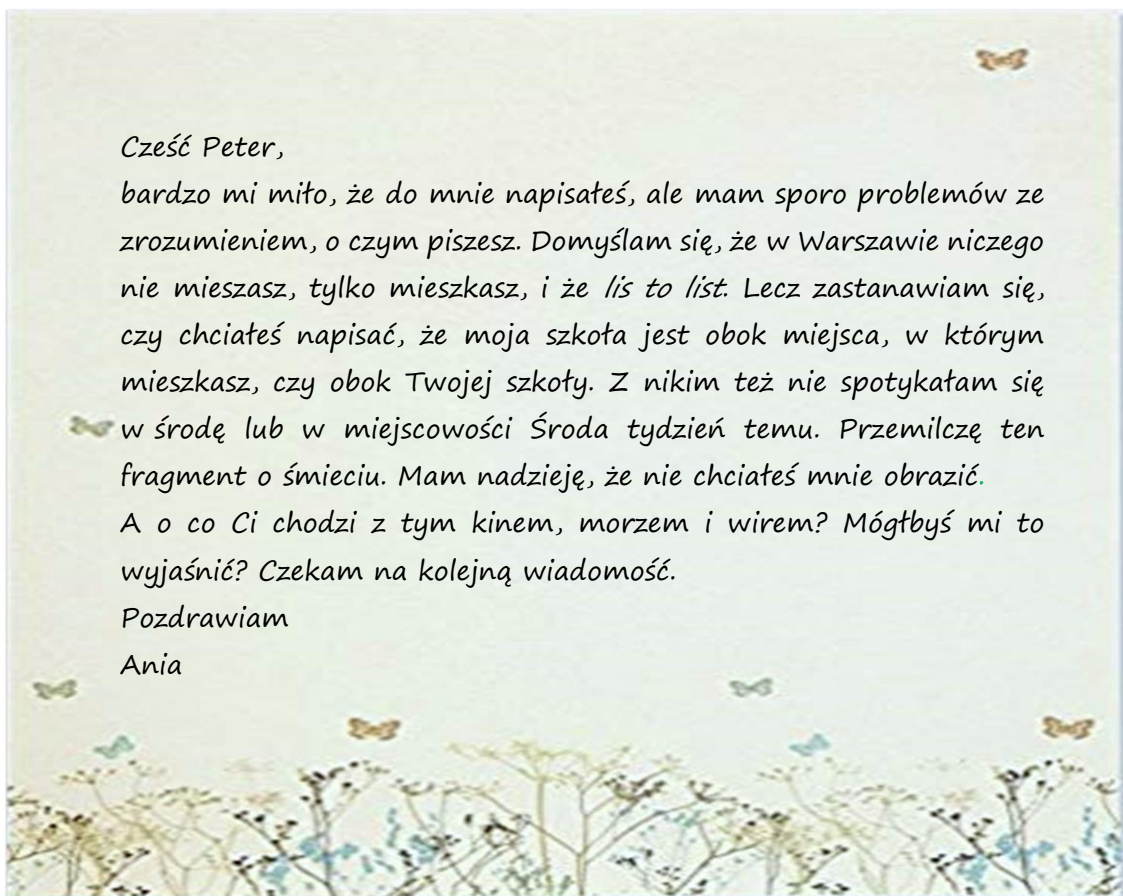 Cześć Peter,
bardzo mi miło, że do mnie napisałeś, ale mam sporo problemów ze
zrozumieniem, o czym piszesz. Domyślam się, że w Warszawie niczego
nie mieszasz, tylko mieszkasz, i że lis to list. Lecz zastanawiam się,
czy chciałeś napisać, że moja szkoła jest obok miejsca, w którym
mieszkasz, czy obok Twojej szkoły. Z nikim też nie spotykałam się
w środę lub w miejscowości Środa tydzień temu. Przemilczę ten
fragment o śmieciu. Mam nadzieję, że nie chciałeś mnie obrazić.
A o co Ci chodzi z tym kinem, morzem i wirem? Mógłbyś mi to
wyjaśnić? Czekam na kolejną wiadomość.
Pozdrawiam
Ania